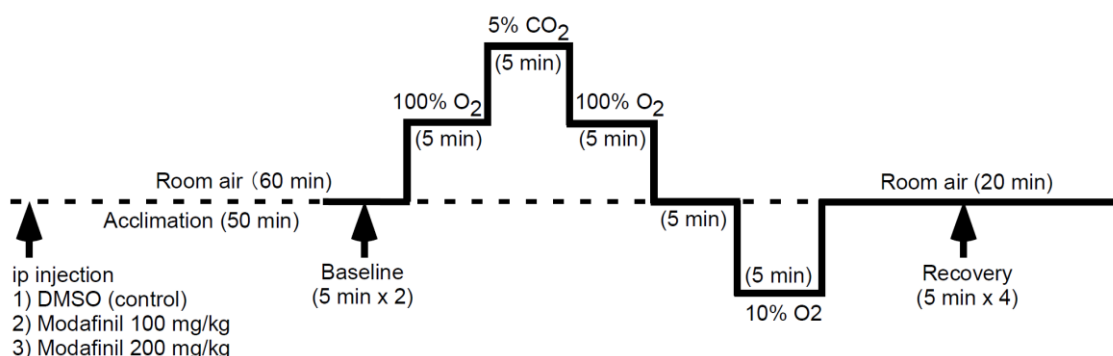 5% CO2
(5 min)
100% O2
(5 min)
100% O2
(5 min)
Room air (60 min)
Acclimation (50 min)
(5 min)
Room air (20 min)
(5 min)
10% O2
ip injection
1) DMSO (control)
2) Modafinil 100 mg/kg
3) Modafinil 200 mg/kg
Baseline
(5 min x 2)
Recovery
(5 min x 4)